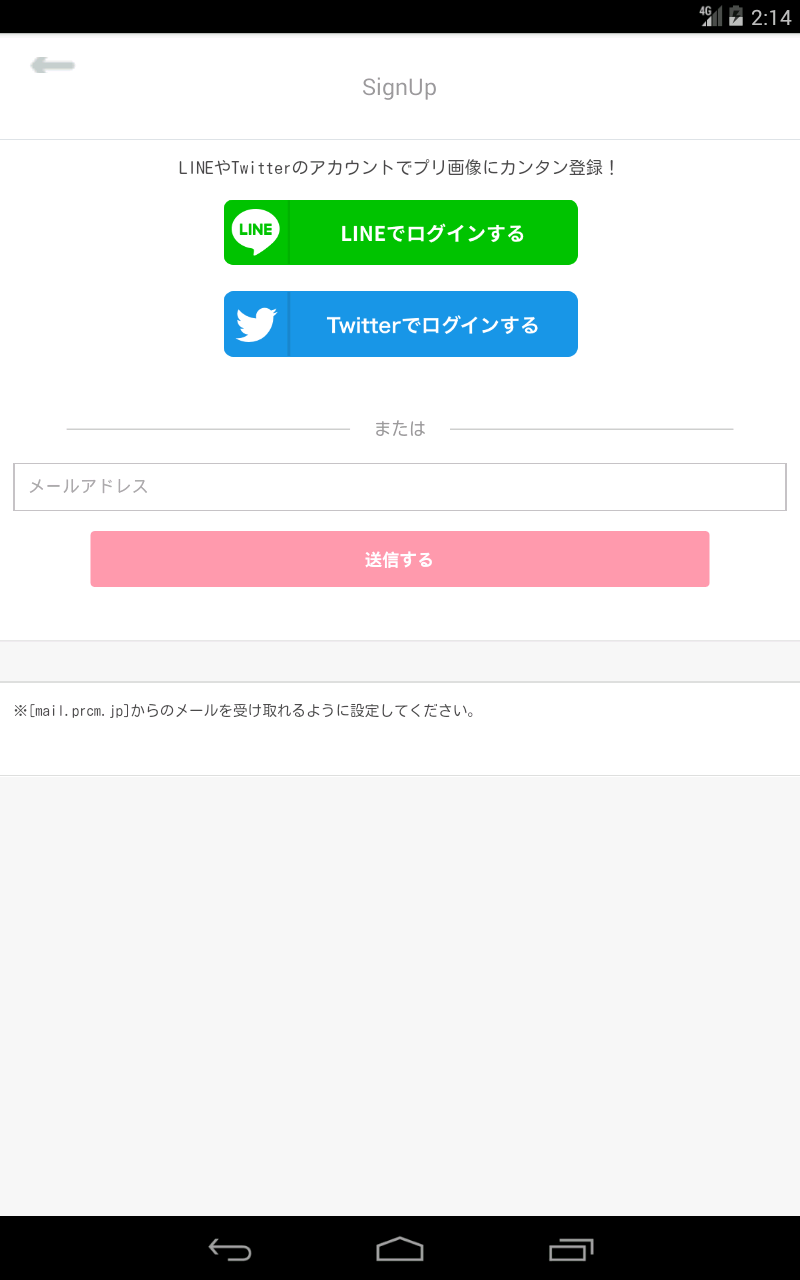 4G 2:14
SignUp
LINEやTwitterのアカウントでプリ画像にカンタン登録！
LINE LINEでログインする
Twitterでログインする
または
メールアドレス
送信する
※[mail.prcm.jp]からのメールを受け取れるように設定してください。